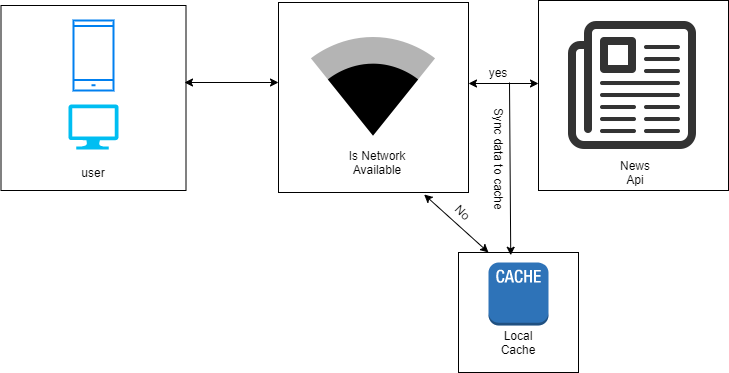 user
Is Network
Available
yes
Sync data to cache
No
News
Api
CACHE
Local
Cache